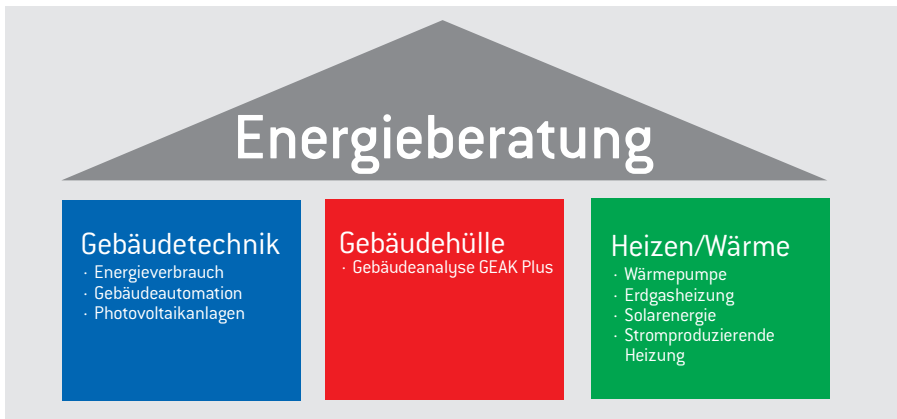 Energieberatung
Gebäudetechnik
· Energieverbrauch
· Gebäudeautomation
· Photovoltaikanlagen
Gebäudehülle
· Gebäudeanalyse GEAK Plus
Heizen/Wärme
· Wärmepumpe
· Erdgasheizung
· Solarenergie
· Stromproduzierende
Heizung